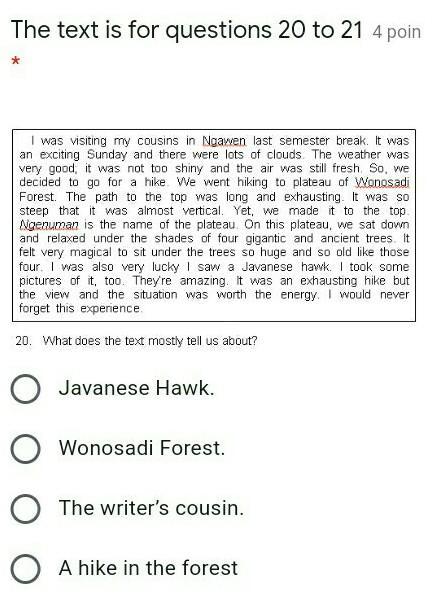 The text is for questions 20 to 21 4 poin
*
I was visiting my cousins in Ngawen last semester break. It was
an exciting Sunday and there were lots of clouds. The weather was
very good; it was not too shiny and the air was still fresh. So, we
decided to go for a hike. We went hiking to plateau of Wonosadi
Forest. The path to the top was long and exhausting. It was so
steep that it was almost vertical. Yet, we made it to the top.
Ngenuman is the name of the plateau. On this plateau, we sat down
and relaxed under the shades of four gigantic and ancient trees. It
felt very magical to sit under the trees so huge and so old like those
four. I was also very lucky I saw a Javanese hawk. I took some
pictures of it, too. They're amazing. It was an exhausting hike but
the view and the situation was worth the energy. I would never
forget this experience.
20. What does the text mostly tell us about?
Javanese Hawk.
Wonosadi Forest.
The writer's cousin.
A hike in the forest